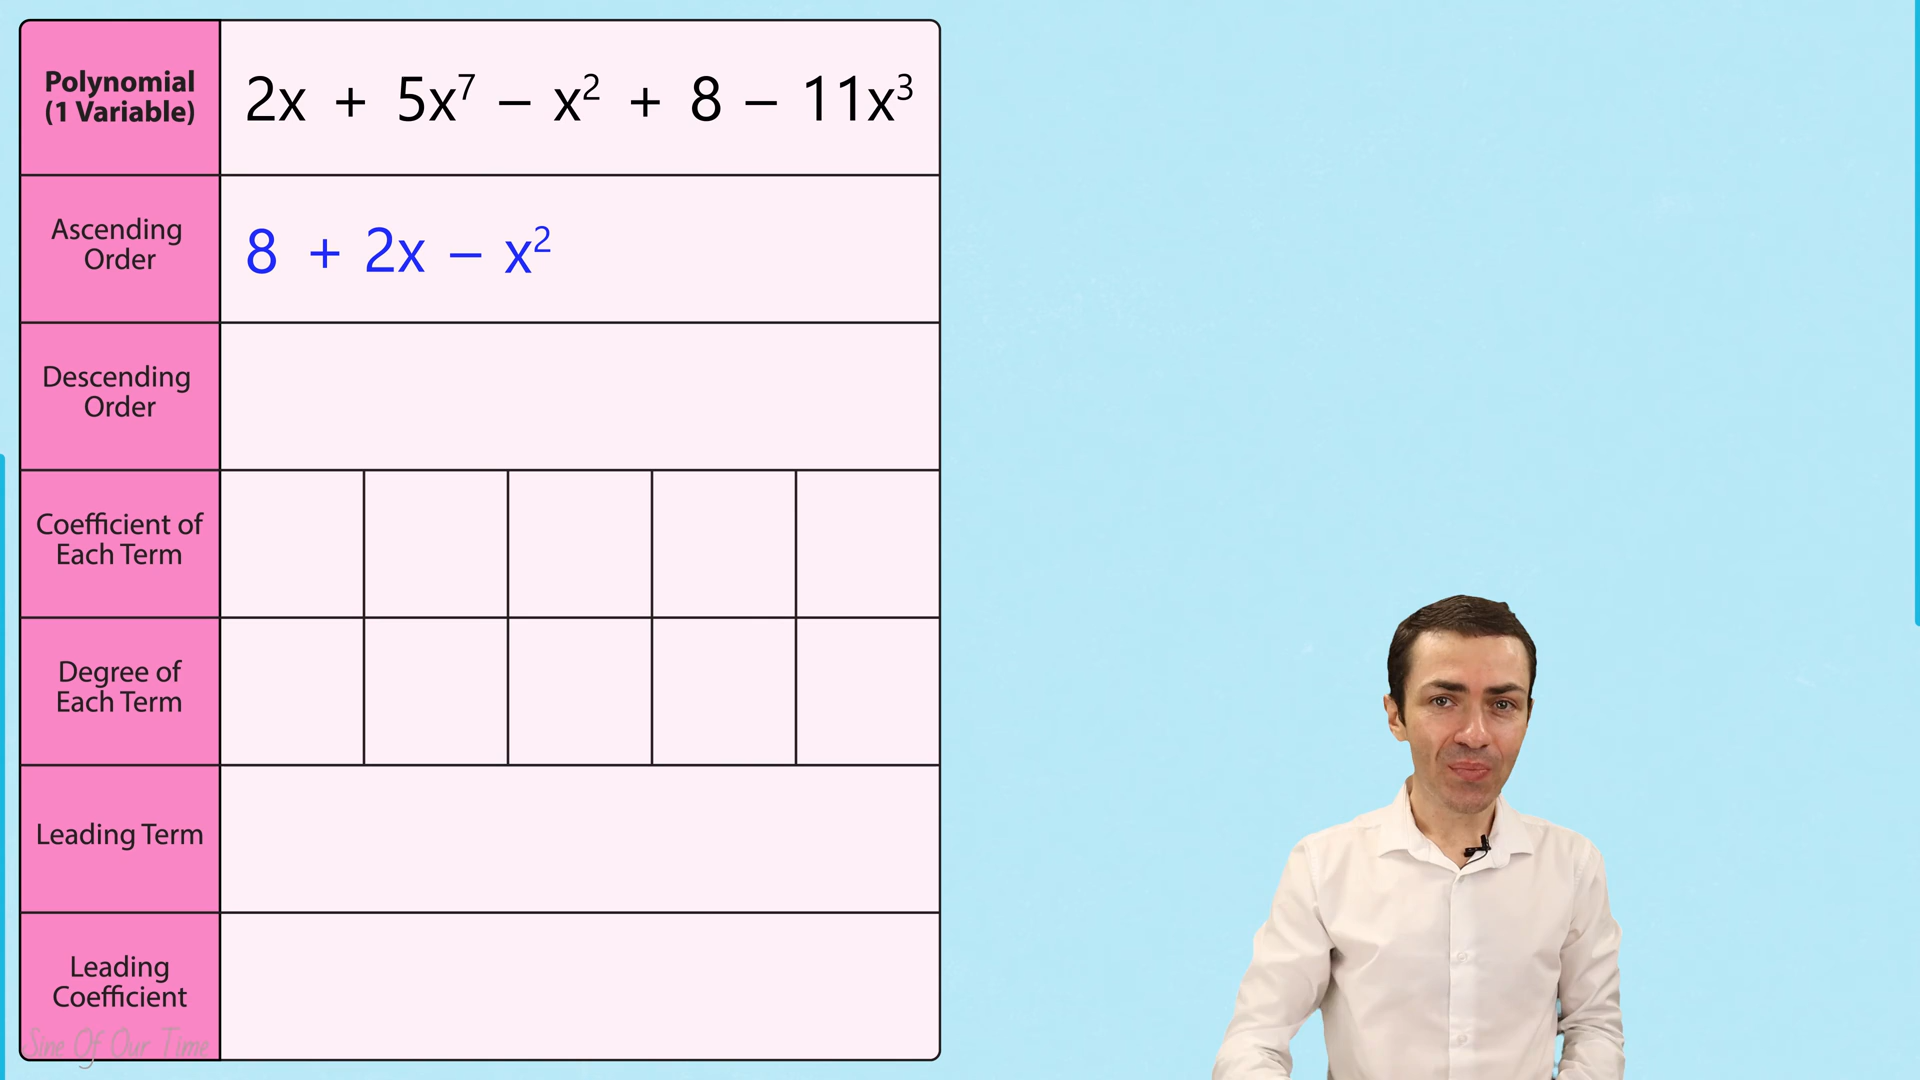 Polynomial
(1 Variable)
2x + 5x⁷ – x² + 8 – 11x³
Ascending
Order
8 + 2x – x²
Descending
Order
Coefficient of
Each Term
Degree of
Each Term
Leading Term
Leading
Coefficient
Sine Of Our Time